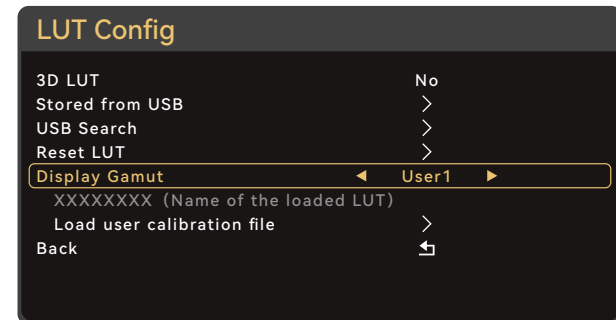 LUT Config
3D LUT No
Stored from USB
USB Search
Reset LUT
Display Gamut User1
XXXXXXXX (Name of the loaded LUT)
Load user calibration file
Back